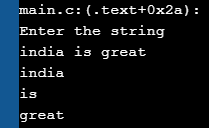 main.c:(.text+0x2a):
Enter the string
india is great
india
is
great